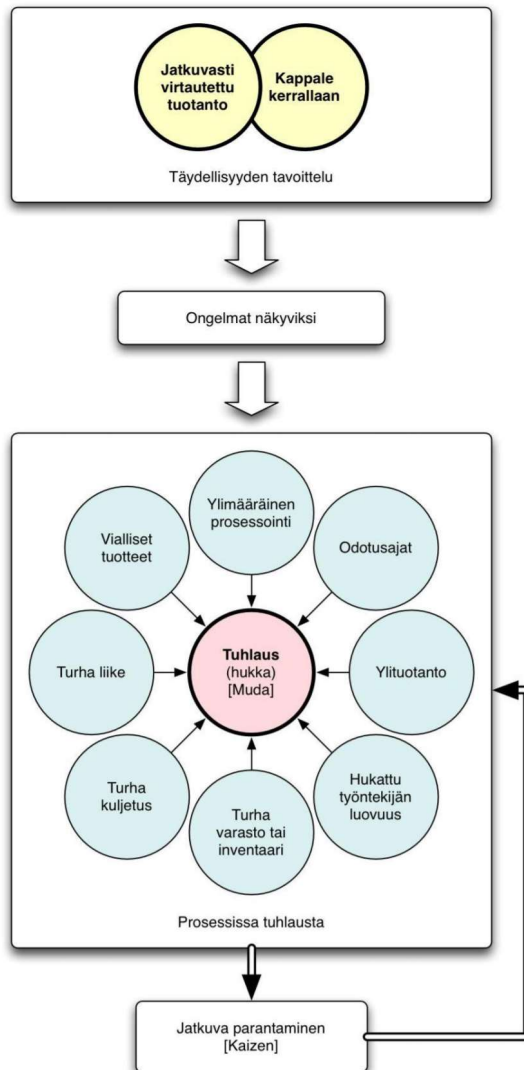 Jatkuvasti
virtautettu
tuotanto
Kappale
kerrallaan
Täydellisyyden tavoittelu
Ongelmat näkyviksi
Ylimääräinen
prosessointi
Vialliset
tuotteet
Odotusajat
Turha liike
Tuhlaus
(hukka)
[Muda]
Ylituotanto
Turha
kuljetus
Turha
varasto tai
inventaari
Hukattu
työntekijän
luovuus
Prosessissa tuhlausta
Jatkuva parantaminen
[Kaizen]